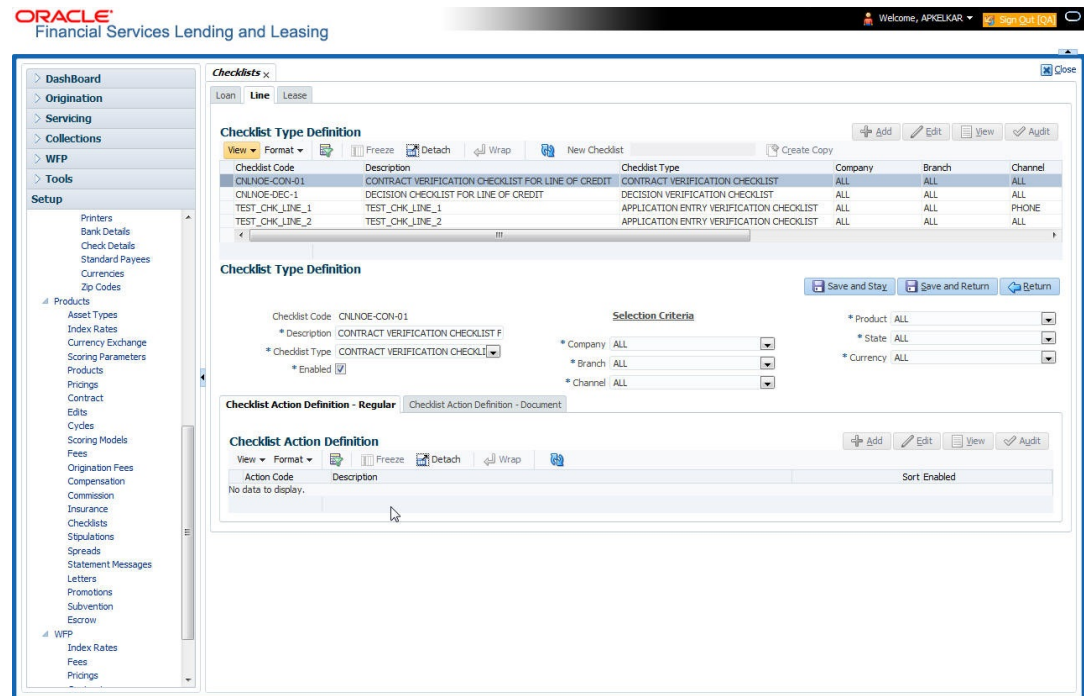 ORACLE
Financial Services Lending and Leasing
Welcome, APKELKAR
Sign Out [QA]
DashBoard
Origination
Servicing
Collections
WFP
Tools
Setup
Printers
Bank Details
Check Details
Standard Payees
Currencies
Zip Codes
Products
Asset Types
Index Rates
Currency Exchange
Scoring Parameters
Products
Pricings
Contract
Edits
Cycles
Scoring Models
Fees
Origination Fees
Compensation
Commission
Insurance
Checklists
Stipulations
Spreads
Statement Messages
Letters
Promotions
Subvention
Escrow
WFP
Index Rates
Fees
Pricings
Checklists x
Close
Loan Line Lease
Checklist Type Definition
Add Edit View Audit
View Format Freeze Detach Wrap New Checklist Create Copy
Checklist Code Description Checklist Type Company Branch Channel
CNLNOE-CON-01 CONTRACT VERIFICATION CHECKLIST FOR LINE OF CREDIT CONTRACT VERIFICATION CHECKLIST ALL ALL ALL
CNLNOE-DEC-1 DECISION CHECKLIST FOR LINE OF CREDIT DECISION VERIFICATION CHECKLIST ALL ALL ALL
TEST_CHK_LINE_1 TEST_CHK_LINE_1 APPLICATION ENTRY VERIFICATION CHECKLIST ALL ALL PHONE
TEST_CHK_LINE_2 TEST_CHK_LINE_2 APPLICATION ENTRY VERIFICATION CHECKLIST ALL ALL ALL
Checklist Type Definition
Save and Stay Save and Return Return
Checklist Code CNLNOE-CON-01
* Description CONTRACT VERIFICATION CHECKLIST F
* Checklist Type CONTRACT VERIFICATION CHECKLI
* Enabled
Selection Criteria
* Company ALL
* Branch ALL
* Channel ALL
* Product ALL
* State ALL
* Currency ALL
Checklist Action Definition - Regular Checklist Action Definition - Document
Checklist Action Definition
Add Edit View Audit
View Format Freeze Detach Wrap
Action Code Description Sort Enabled
No data to display.